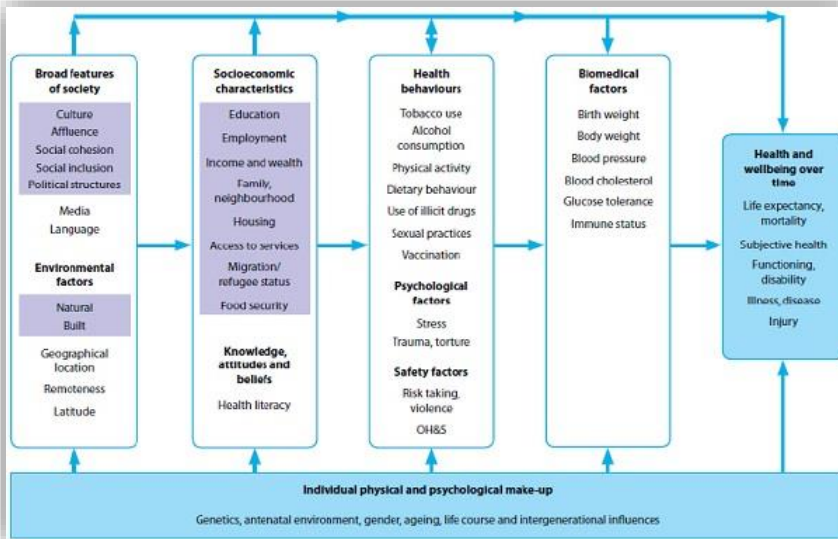 Broad features
of society
Culture
Affluence
Social cohesion
Social inclusion
Political structures
Media
Language
Environmental
factors
Natural
Built
Geographical
location
Remoteness
Latitude
Socioeconomic
characteristics
Education
Employment
Income and wealth
Family,
neighbourhood
Housing
Access to services
Migration/
refugee status
Food security
Knowledge,
attitudes and
beliefs
Health literacy
Health
behaviours
Tobacco use
Alcohol
consumption
Physical activity
Dietary behaviour
Use of illicit drugs
Sexual practices
Vaccination
Psychological
factors
Stress
Trauma, torture
Safety factors
Risk taking,
violence
OH&S
Biomedical
factors
Birth weight
Body weight
Blood pressure
Blood cholesterol
Glucose tolerance
Immune status
Health and
wellbeing over
time
Life expectancy,
mortality
Subjective health
Functioning,
disability
Illness, disease
Injury
Individual physical and psychological make-up
Genetics, antenatal environment, gender, ageing, life course and intergenerational influences